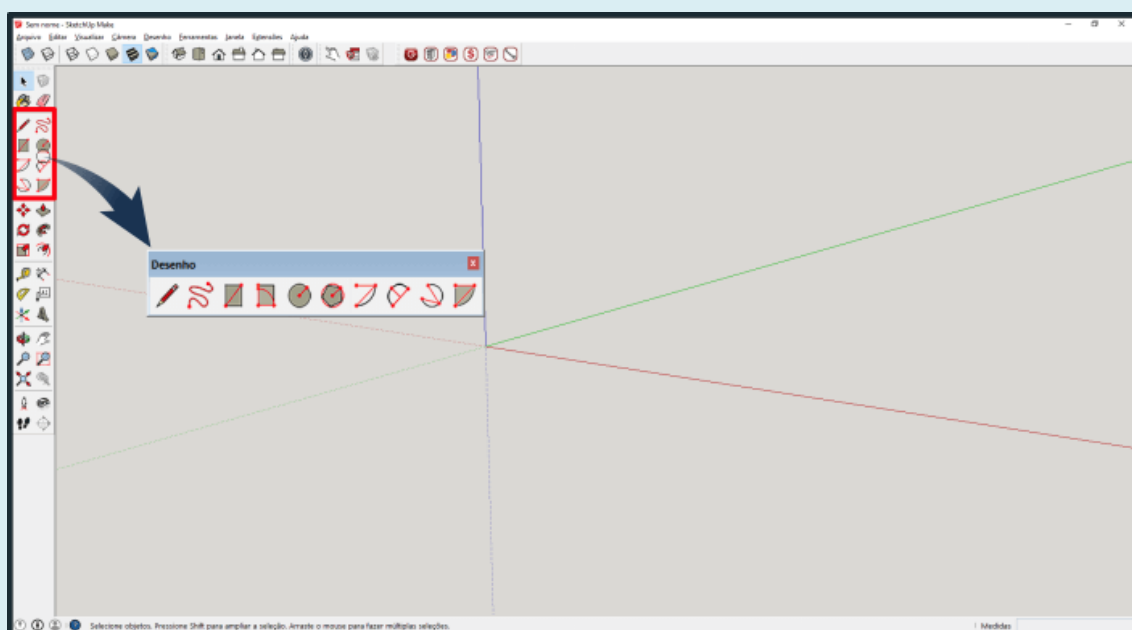 Sem nome - SketchUp Make
Arquivo Editar Visualizar Câmera Desenho Ferramentas Janela Extensões Ajuda
Desenho
Selecione objetos. Pressione Shift para ampliar a seleção. Arraste o mouse para fazer múltiplas seleções.
Medidas